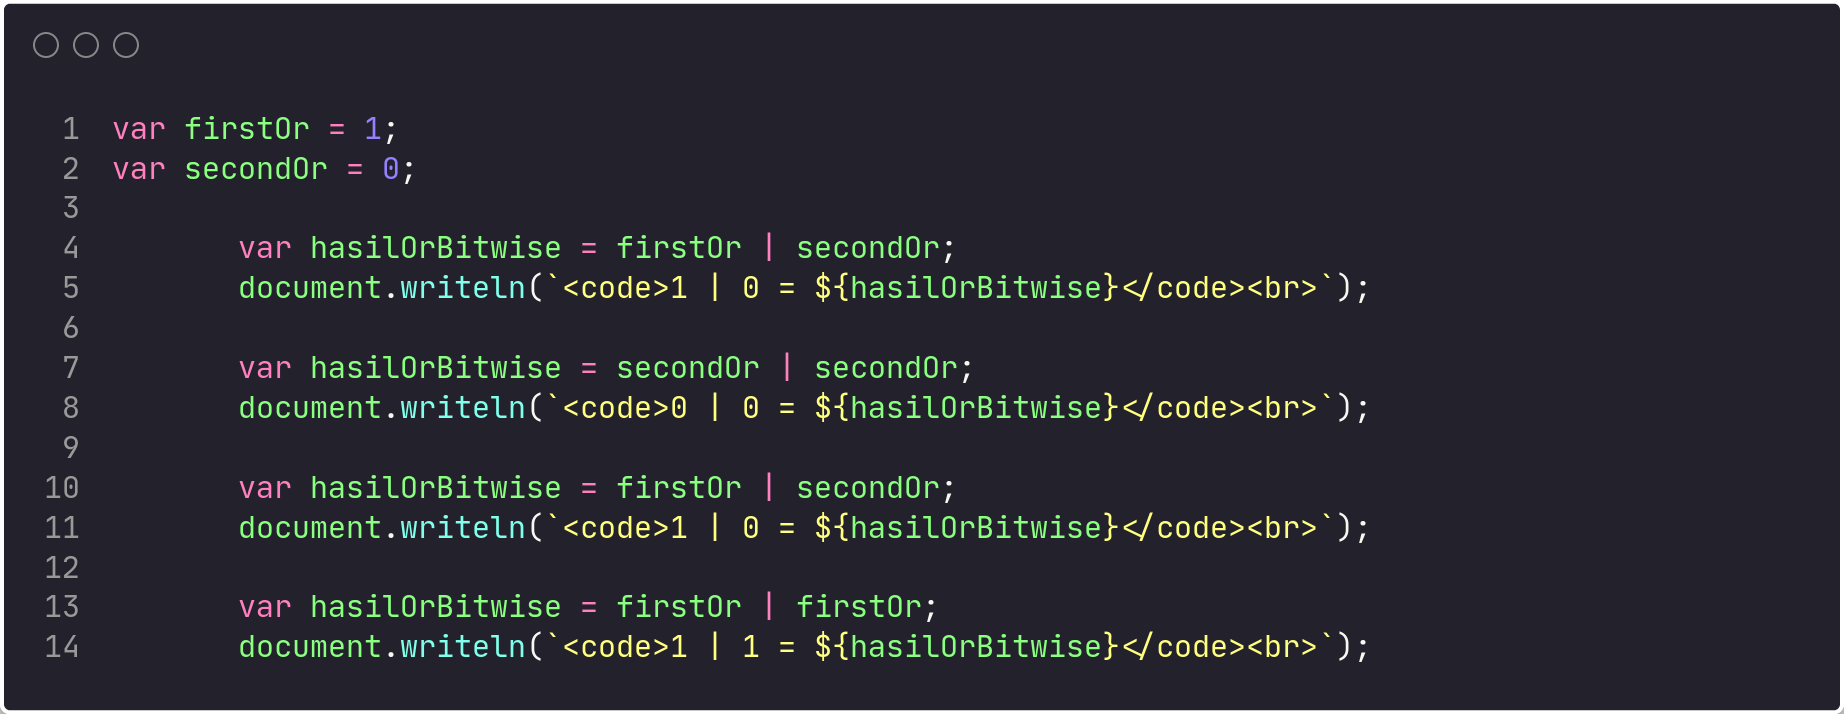 1 var firstOr = 1;
2 var secondOr = 0;
3
4 var hasilOrBitwise = firstOr | secondOr;
5 document.writeln(`<code>1 | 0 = ${hasilOrBitwise}</code><br>`);
6
7 var hasilOrBitwise = secondOr | secondOr;
8 document.writeln(`<code>0 | 0 = ${hasilOrBitwise}</code><br>`);
9
10 var hasilOrBitwise = firstOr | secondOr;
11 document.writeln(`<code>1 | 0 = ${hasilOrBitwise}</code><br>`);
12
13 var hasilOrBitwise = firstOr | firstOr;
14 document.writeln(`<code>1 | 1 = ${hasilOrBitwise}</code><br>`);